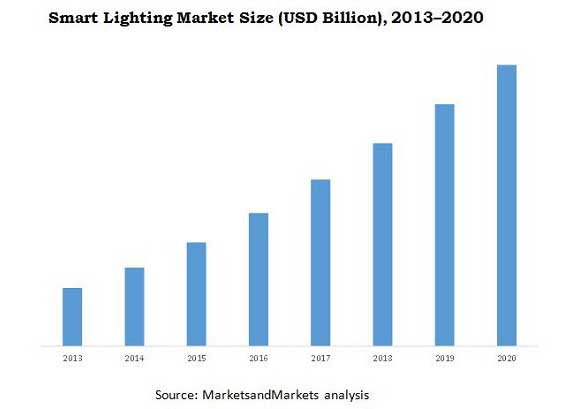 Smart Lighting Market Size (USD Billion), 2013–2020
2013 2014 2015 2016 2017 2018 2019 2020
Source: MarketsandMarkets analysis